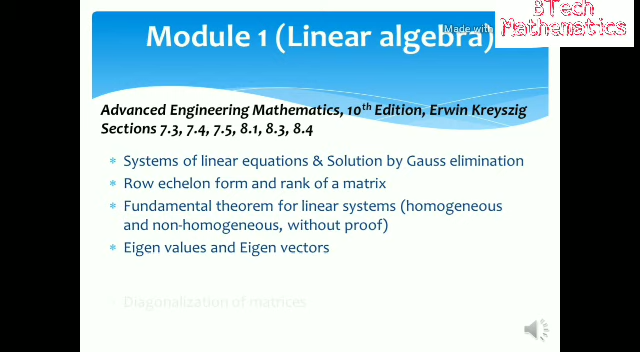 BTech
Made with
Mathematics
Module 1 (Linear algebra)
Advanced Engineering Mathematics, 10th Edition, Erwin Kreyszig
Sections 7.3, 7.4, 7.5, 8.1, 8.3, 8.4
Systems of linear equations & Solution by Gauss elimination
Row echelon form and rank of a matrix
Fundamental theorem for linear systems (homogeneous
and non-homogeneous, without proof)
Eigen values and Eigen vectors
Diagonalization of matrices